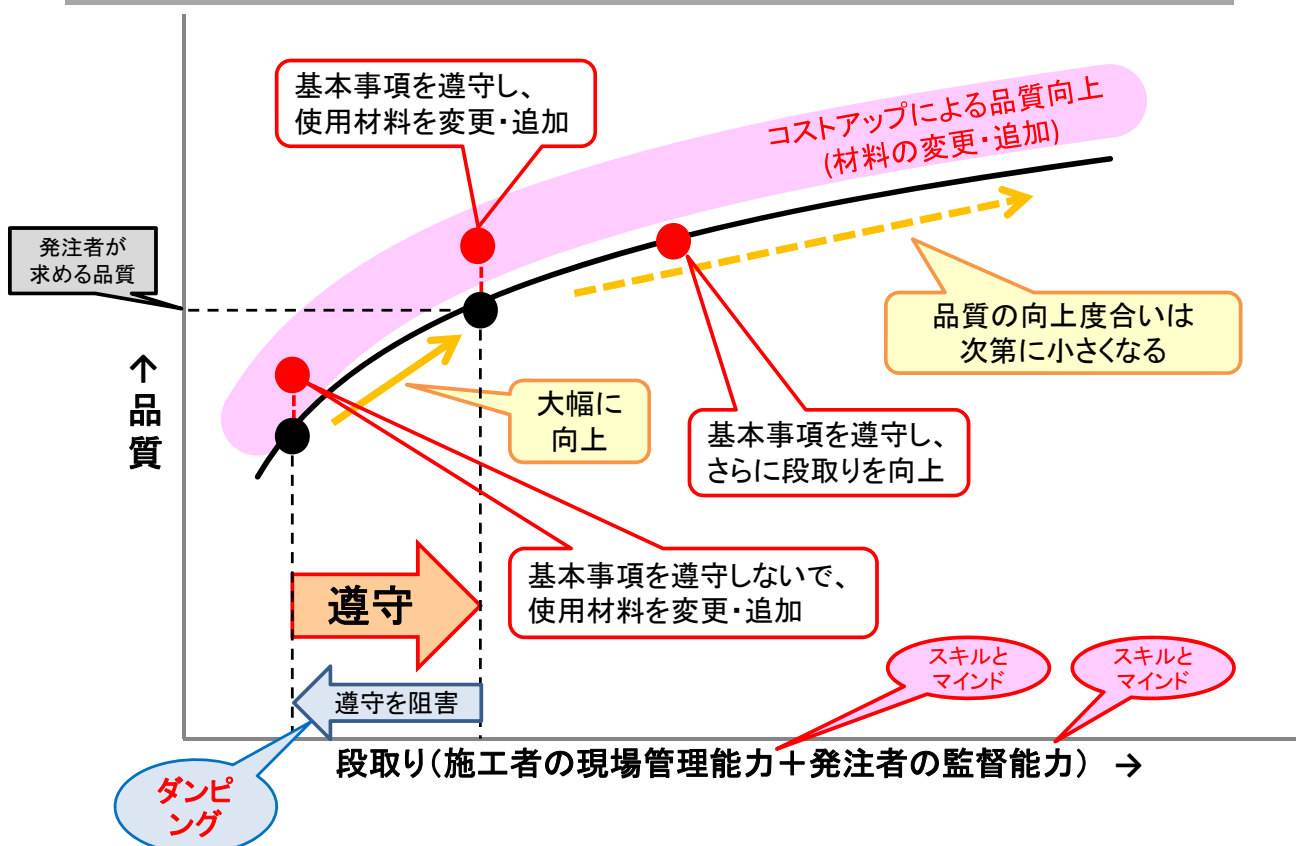 基本事項を遵守し、
使用材料を変更・追加
コストアップによる品質向上
(材料の変更・追加)
発注者が
求める品質
品質の向上度合いは
次第に小さくなる
↑
品
質
大幅に
向上
基本事項を遵守し、
さらに段取りを向上
基本事項を遵守しないで、
使用材料を変更・追加
遵守
遵守を阻害
スキルと
マインド
スキルと
マインド
段取り(施工者の現場管理能力＋発注者の監督能力) →
ダンピ
ング